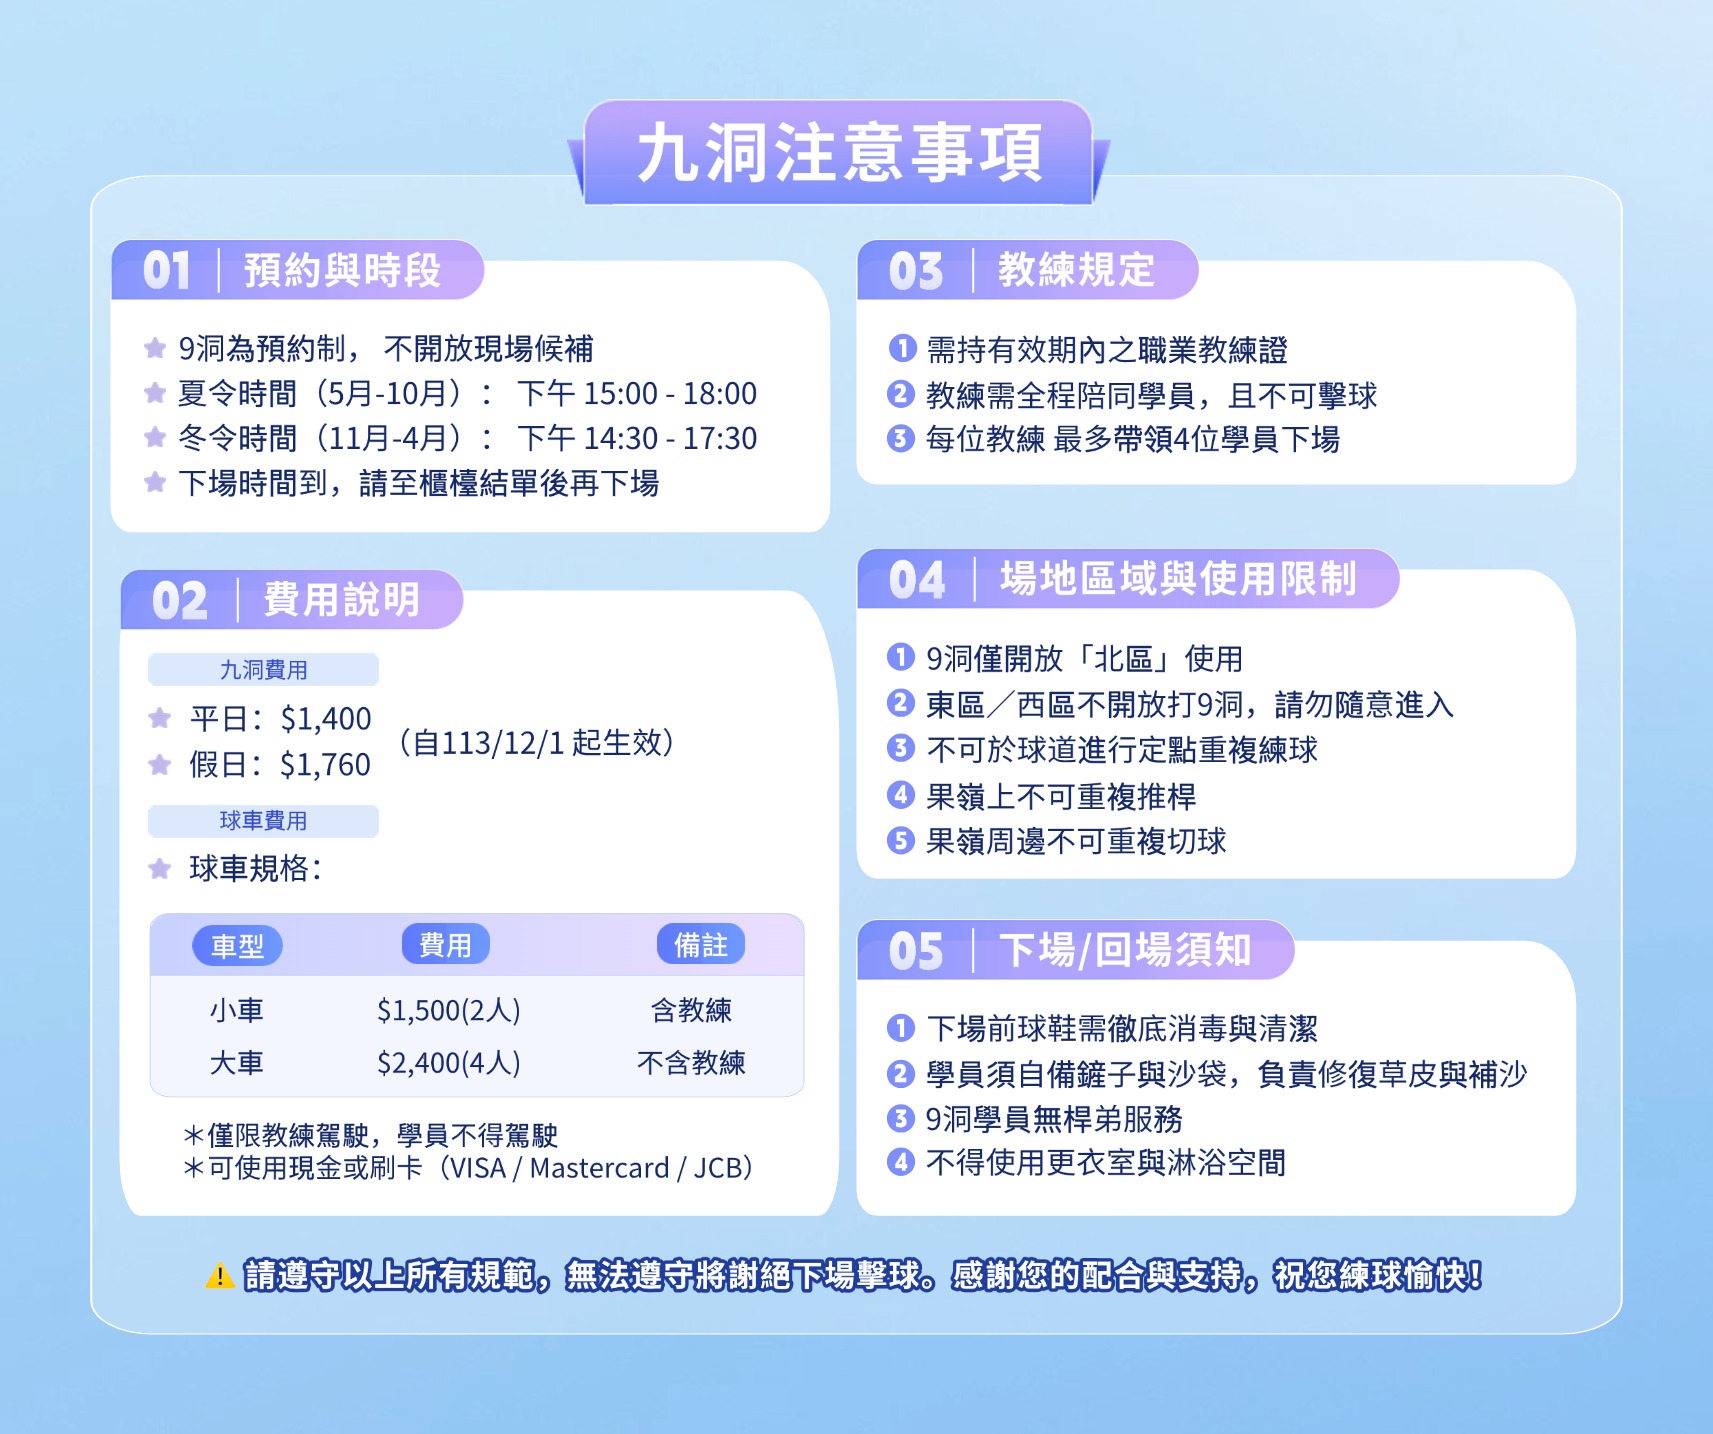 九洞注意事項
01 預約與時段
9洞為預約制， 不開放現場候補
夏令時間（5月-10月）： 下午 15:00 - 18:00
冬令時間（11月-4月）： 下午 14:30 - 17:30
下場時間到，請至櫃檯結單後再下場
02 費用說明
九洞費用
平日：$1,400
假日：$1,760
（自113/12/1 起生效）
球車費用
球車規格：
車型 費用 備註
小車 $1,500(2人) 含教練
大車 $2,400(4人) 不含教練
＊僅限教練駕駛，學員不得駕駛
＊可使用現金或刷卡（VISA / Mastercard / JCB）
03 教練規定
1 需持有效期內之職業教練證
2 教練需全程陪同學員，且不可擊球
3 每位教練 最多帶領4位學員下場
04 場地區域與使用限制
1 9洞僅開放「北區」使用
2 東區／西區不開放打9洞，請勿隨意進入
3 不可於球道進行定點重複練球
4 果嶺上不可重複推桿
5 果嶺周邊不可重複切球
05 下場/回場須知
1 下場前球鞋需徹底消毒與清潔
2 學員須自備鏟子與沙袋，負責修復草皮與補沙
3 9洞學員無桿弟服務
4 不得使用更衣室與淋浴空間
⚠ 請遵守以上所有規範，無法遵守將謝絕下場擊球。感謝您的配合與支持，祝您練球愉快！